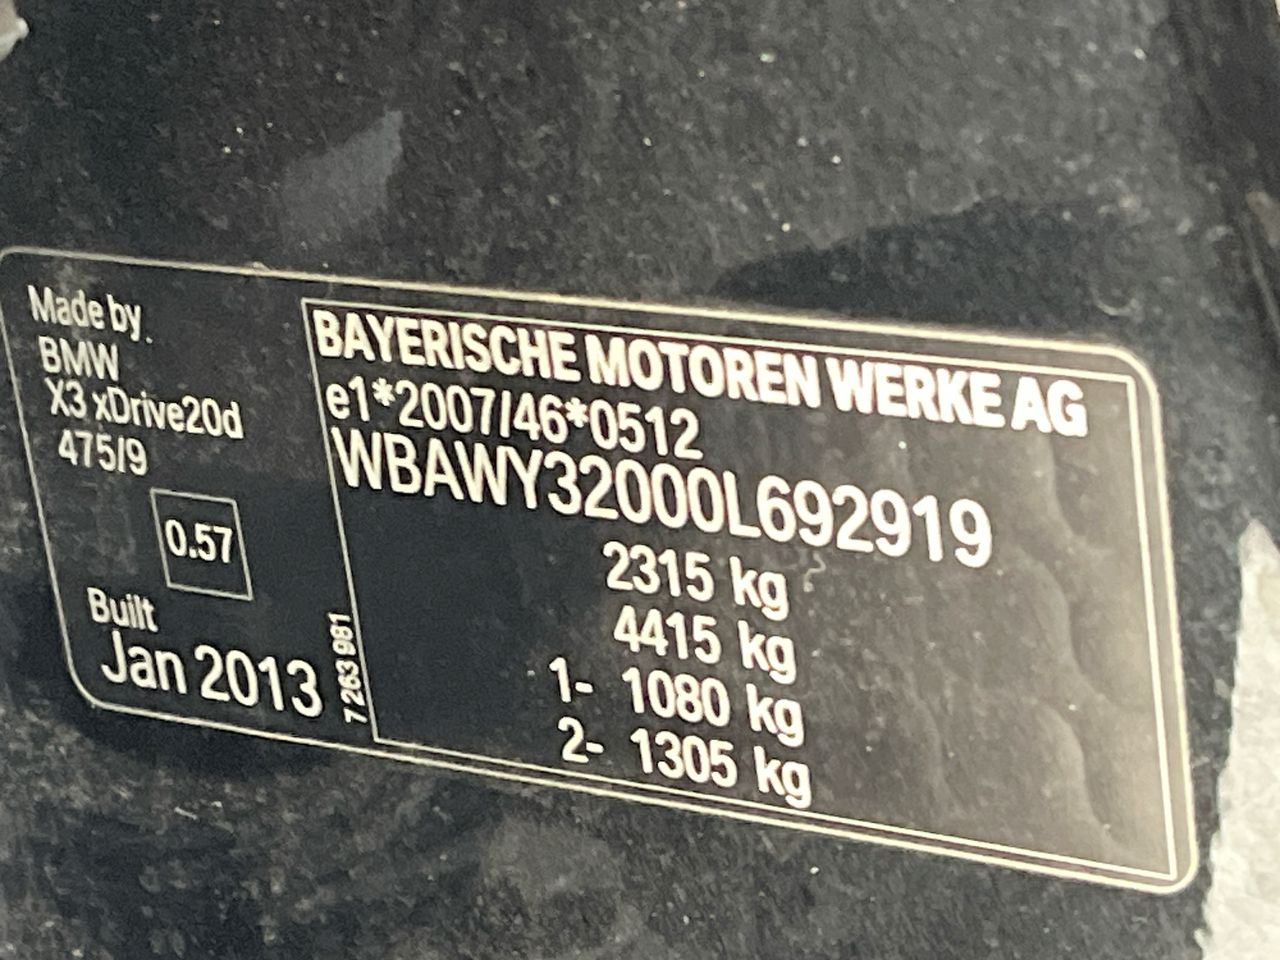 Made by
BMW
X3 xDrive20d
475/9
0.57
Built
Jan 2013
7 263 981
BAYERISCHE MOTOREN WERKE AG
e1*2007/46*0512
WBAWY32000L692919
2315 kg
4415 kg
1- 1080 kg
2- 1305 kg